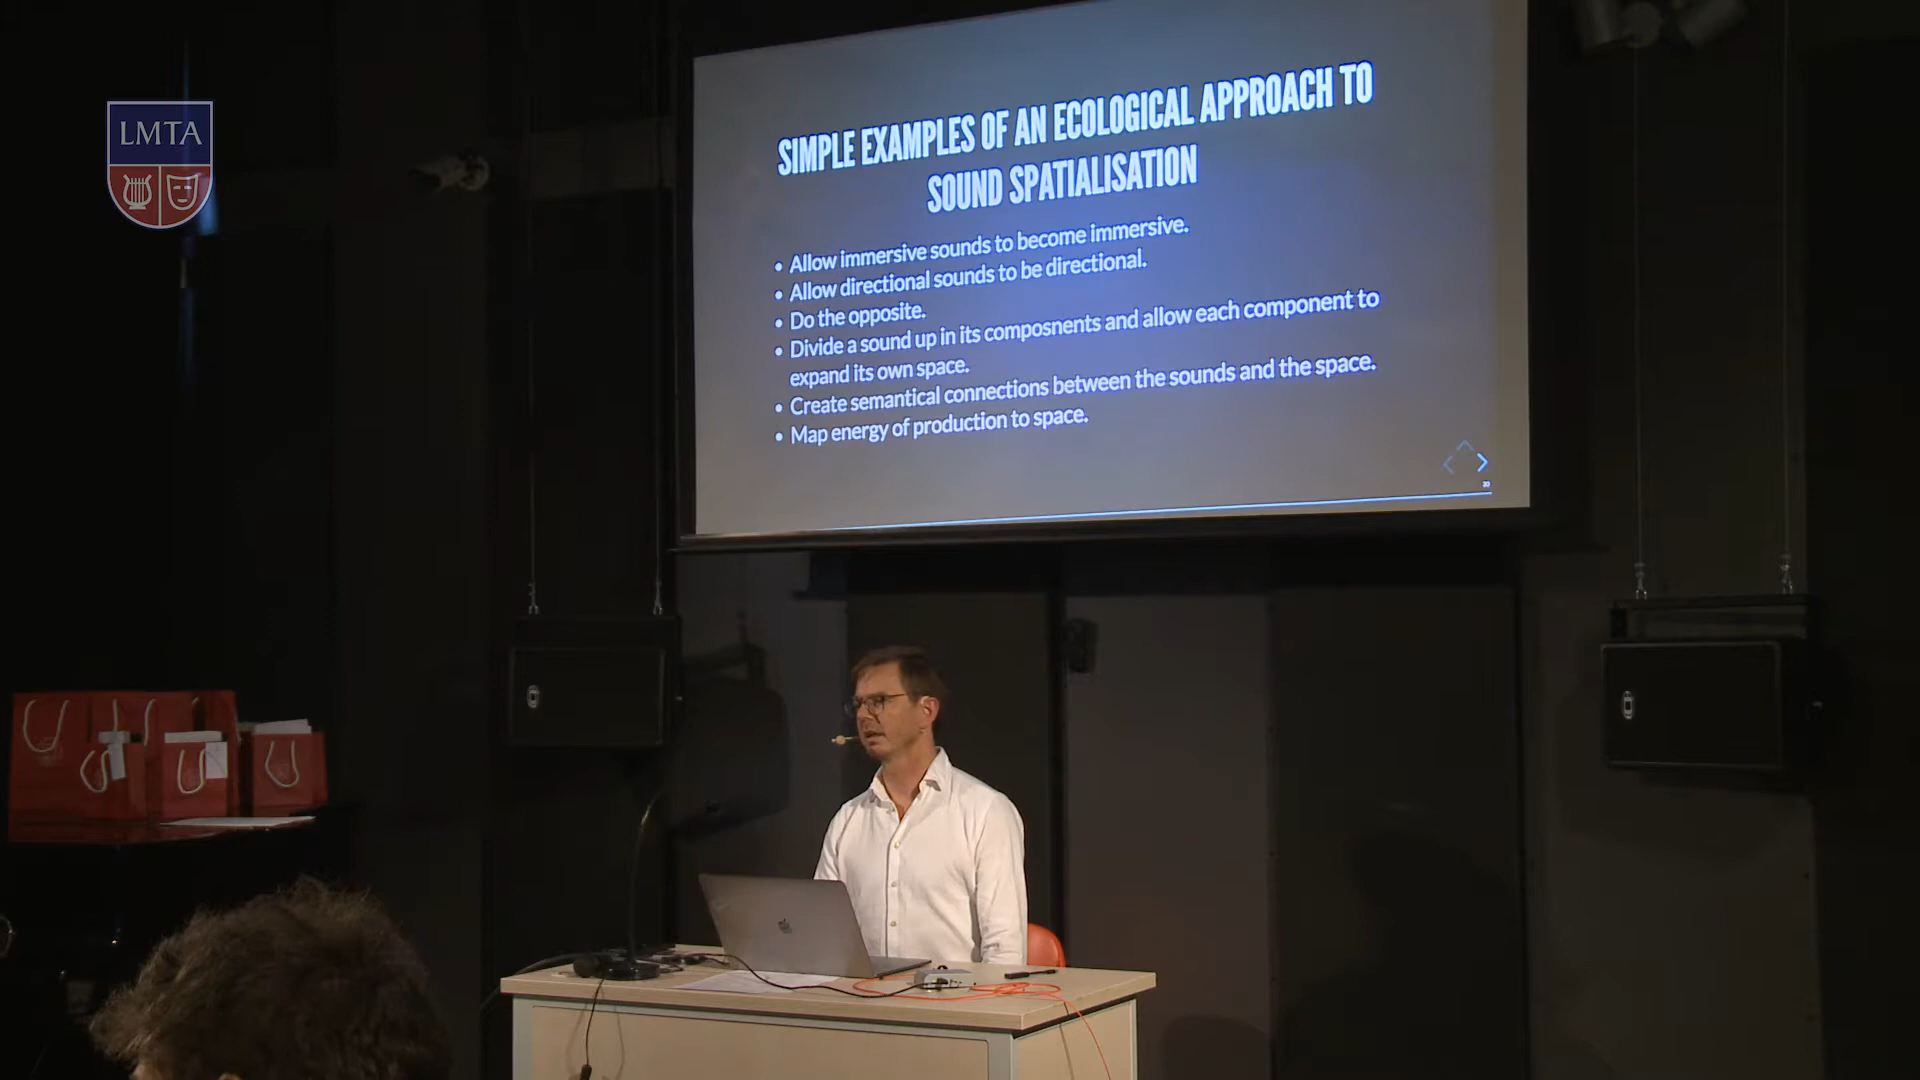 LMTA
SIMPLE EXAMPLES OF AN ECOLOGICAL APPROACH TO
SOUND SPATIALISATION
• Allow immersive sounds to become immersive.
• Allow directional sounds to be directional.
• Do the opposite.
• Divide a sound up in its composnents and allow each component to
expand its own space.
• Create semantical connections between the sounds and the space.
• Map energy of production to space.